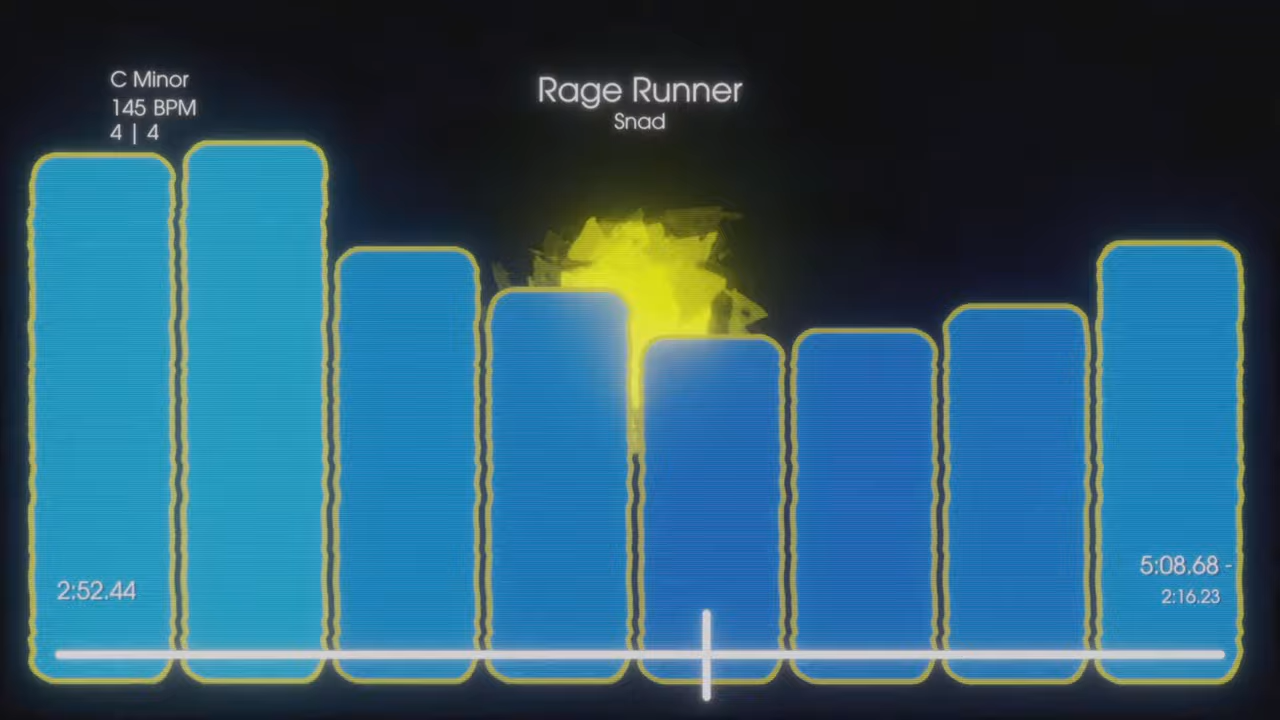 C Minor
145 BPM
4 | 4
Rage Runner
Snad
2:52.44
5:08.68 -
2:16.23